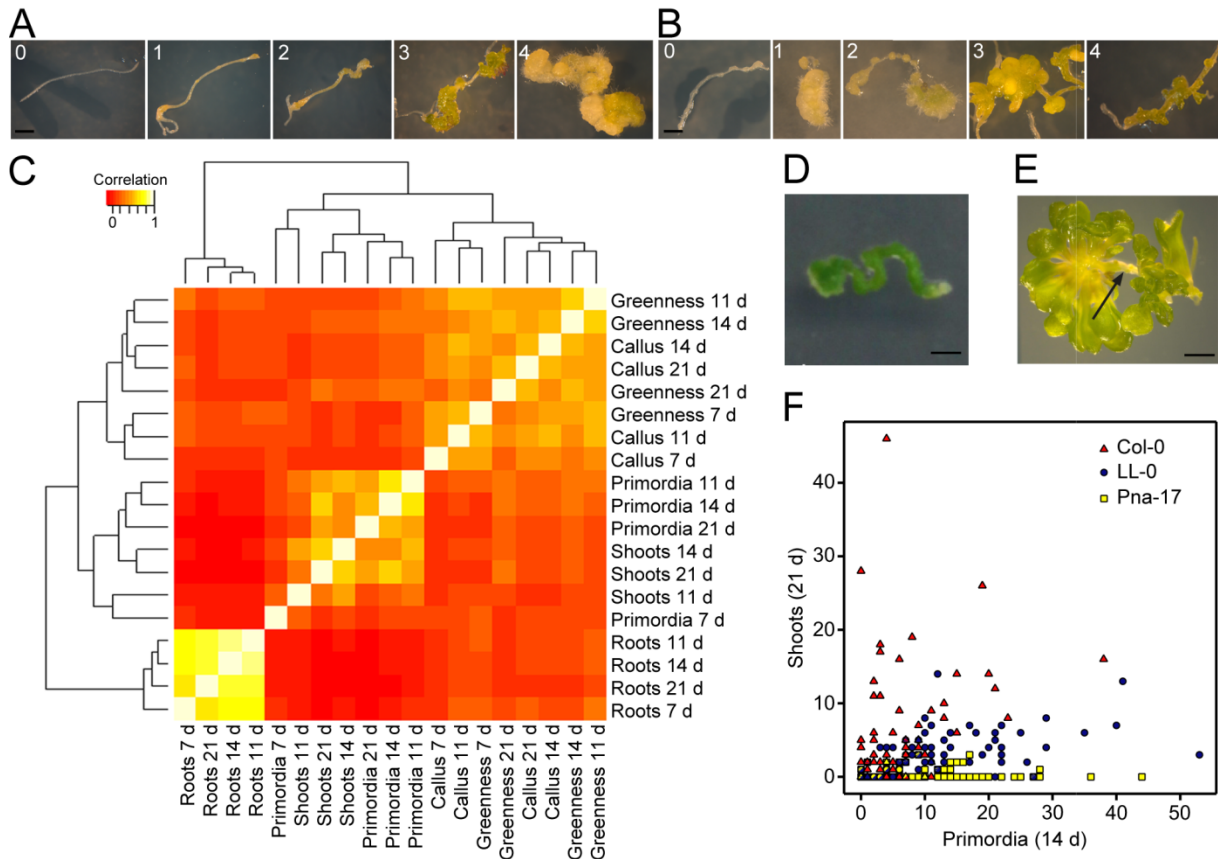 A
0
1
2
3
4
B
0
1
2
3
4
C
Correlation
0 1
Greenness 11 d
Greenness 14 d
Callus 14 d
Callus 21 d
Greenness 21 d
Greenness 7 d
Callus 11 d
Callus 7 d
Primordia 11 d
Primordia 14 d
Primordia 21 d
Shoots 14 d
Shoots 21 d
Shoots 11 d
Primordia 7 d
Roots 11 d
Roots 14 d
Roots 21 d
Roots 7 d
Roots 7 d
Roots 21 d
Roots 14 d
Roots 11 d
Primordia 7 d
Shoots 11 d
Shoots 21 d
Shoots 14 d
Primordia 21 d
Primordia 14 d
Primordia 11 d
Callus 7 d
Callus 11 d
Greenness 7 d
Greenness 21 d
Callus 21 d
Callus 14 d
Greenness 14 d
Greenness 11 d
D
E
F
Col-0
LL-0
Pna-17
Shoots (21 d)
40
30
20
10
0
0 10 20 30 40 50
Primordia (14 d)